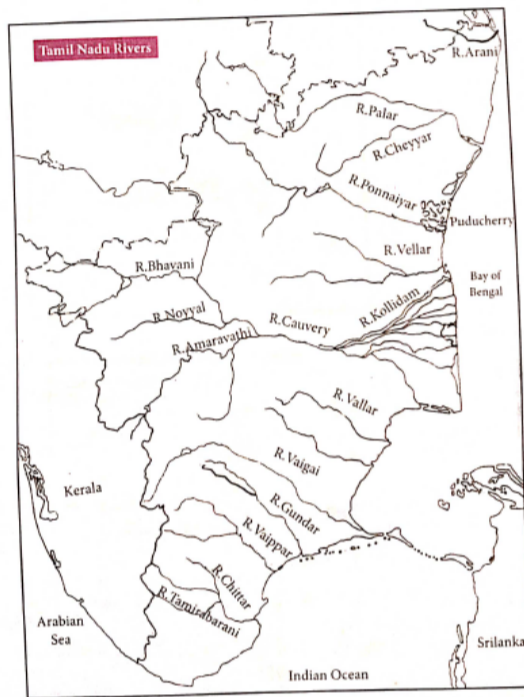 Tamil Nadu Rivers
R.Arani
R.Palar
R.Cheyyar
R.Ponnaiyar
Puducherry
R.Vellar
R.Bhavani
Bay of
Bengal
R.Kollidam
R.Noyyal
R.Cauvery
R.Amaravathi
R.Vallar
R.Vaigai
Kerala
R.Gundar
R.Vaippar
R.Chittar
R.Tamirabarani
Arabian
Sea
Srilanka
Indian Ocean